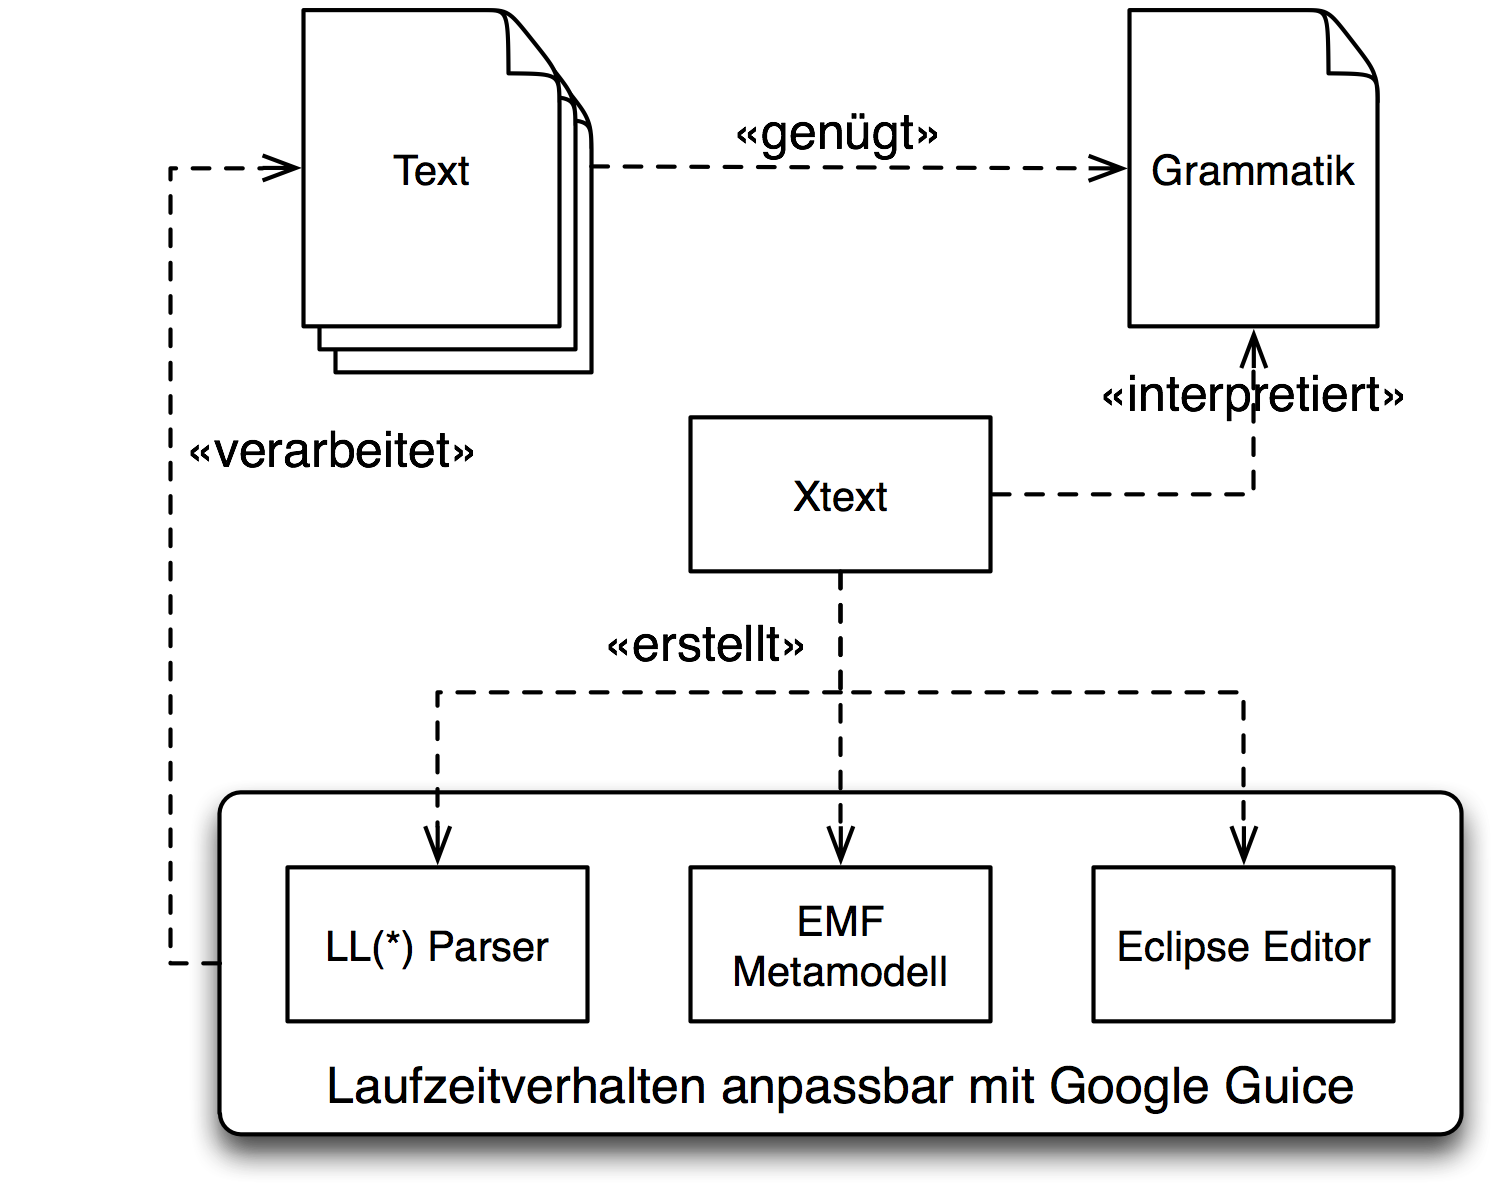 «genügt»
Text
Grammatik
«interpretiert»
«verarbeitet»
Xtext
«erstellt»
LL(*) Parser
EMF
Metamodell
Eclipse Editor
Laufzeitverhalten anpassbar mit Google Guice